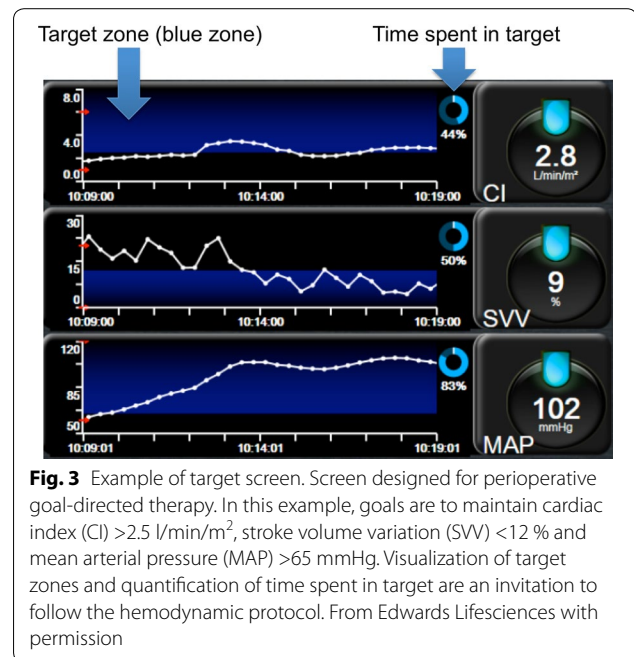 Target zone (blue zone) Time spent in target
8.0
4.0
0.0
10:09:00 10:14:00 10:19:00
44%
2.8
L/min/m²
CI
30
15
0
10:09:00 10:14:00 10:19:00
50%
9
%
SVV
120
85
50
10:09:01 10:14:01 10:19:01
83%
102
mmHg
MAP
Fig. 3 Example of target screen. Screen designed for perioperative
goal-directed therapy. In this example, goals are to maintain cardiac
index (CI) >2.5 l/min/m², stroke volume variation (SVV) <12 % and
mean arterial pressure (MAP) >65 mmHg. Visualization of target
zones and quantification of time spent in target are an invitation to
follow the hemodynamic protocol. From Edwards Lifesciences with
permission